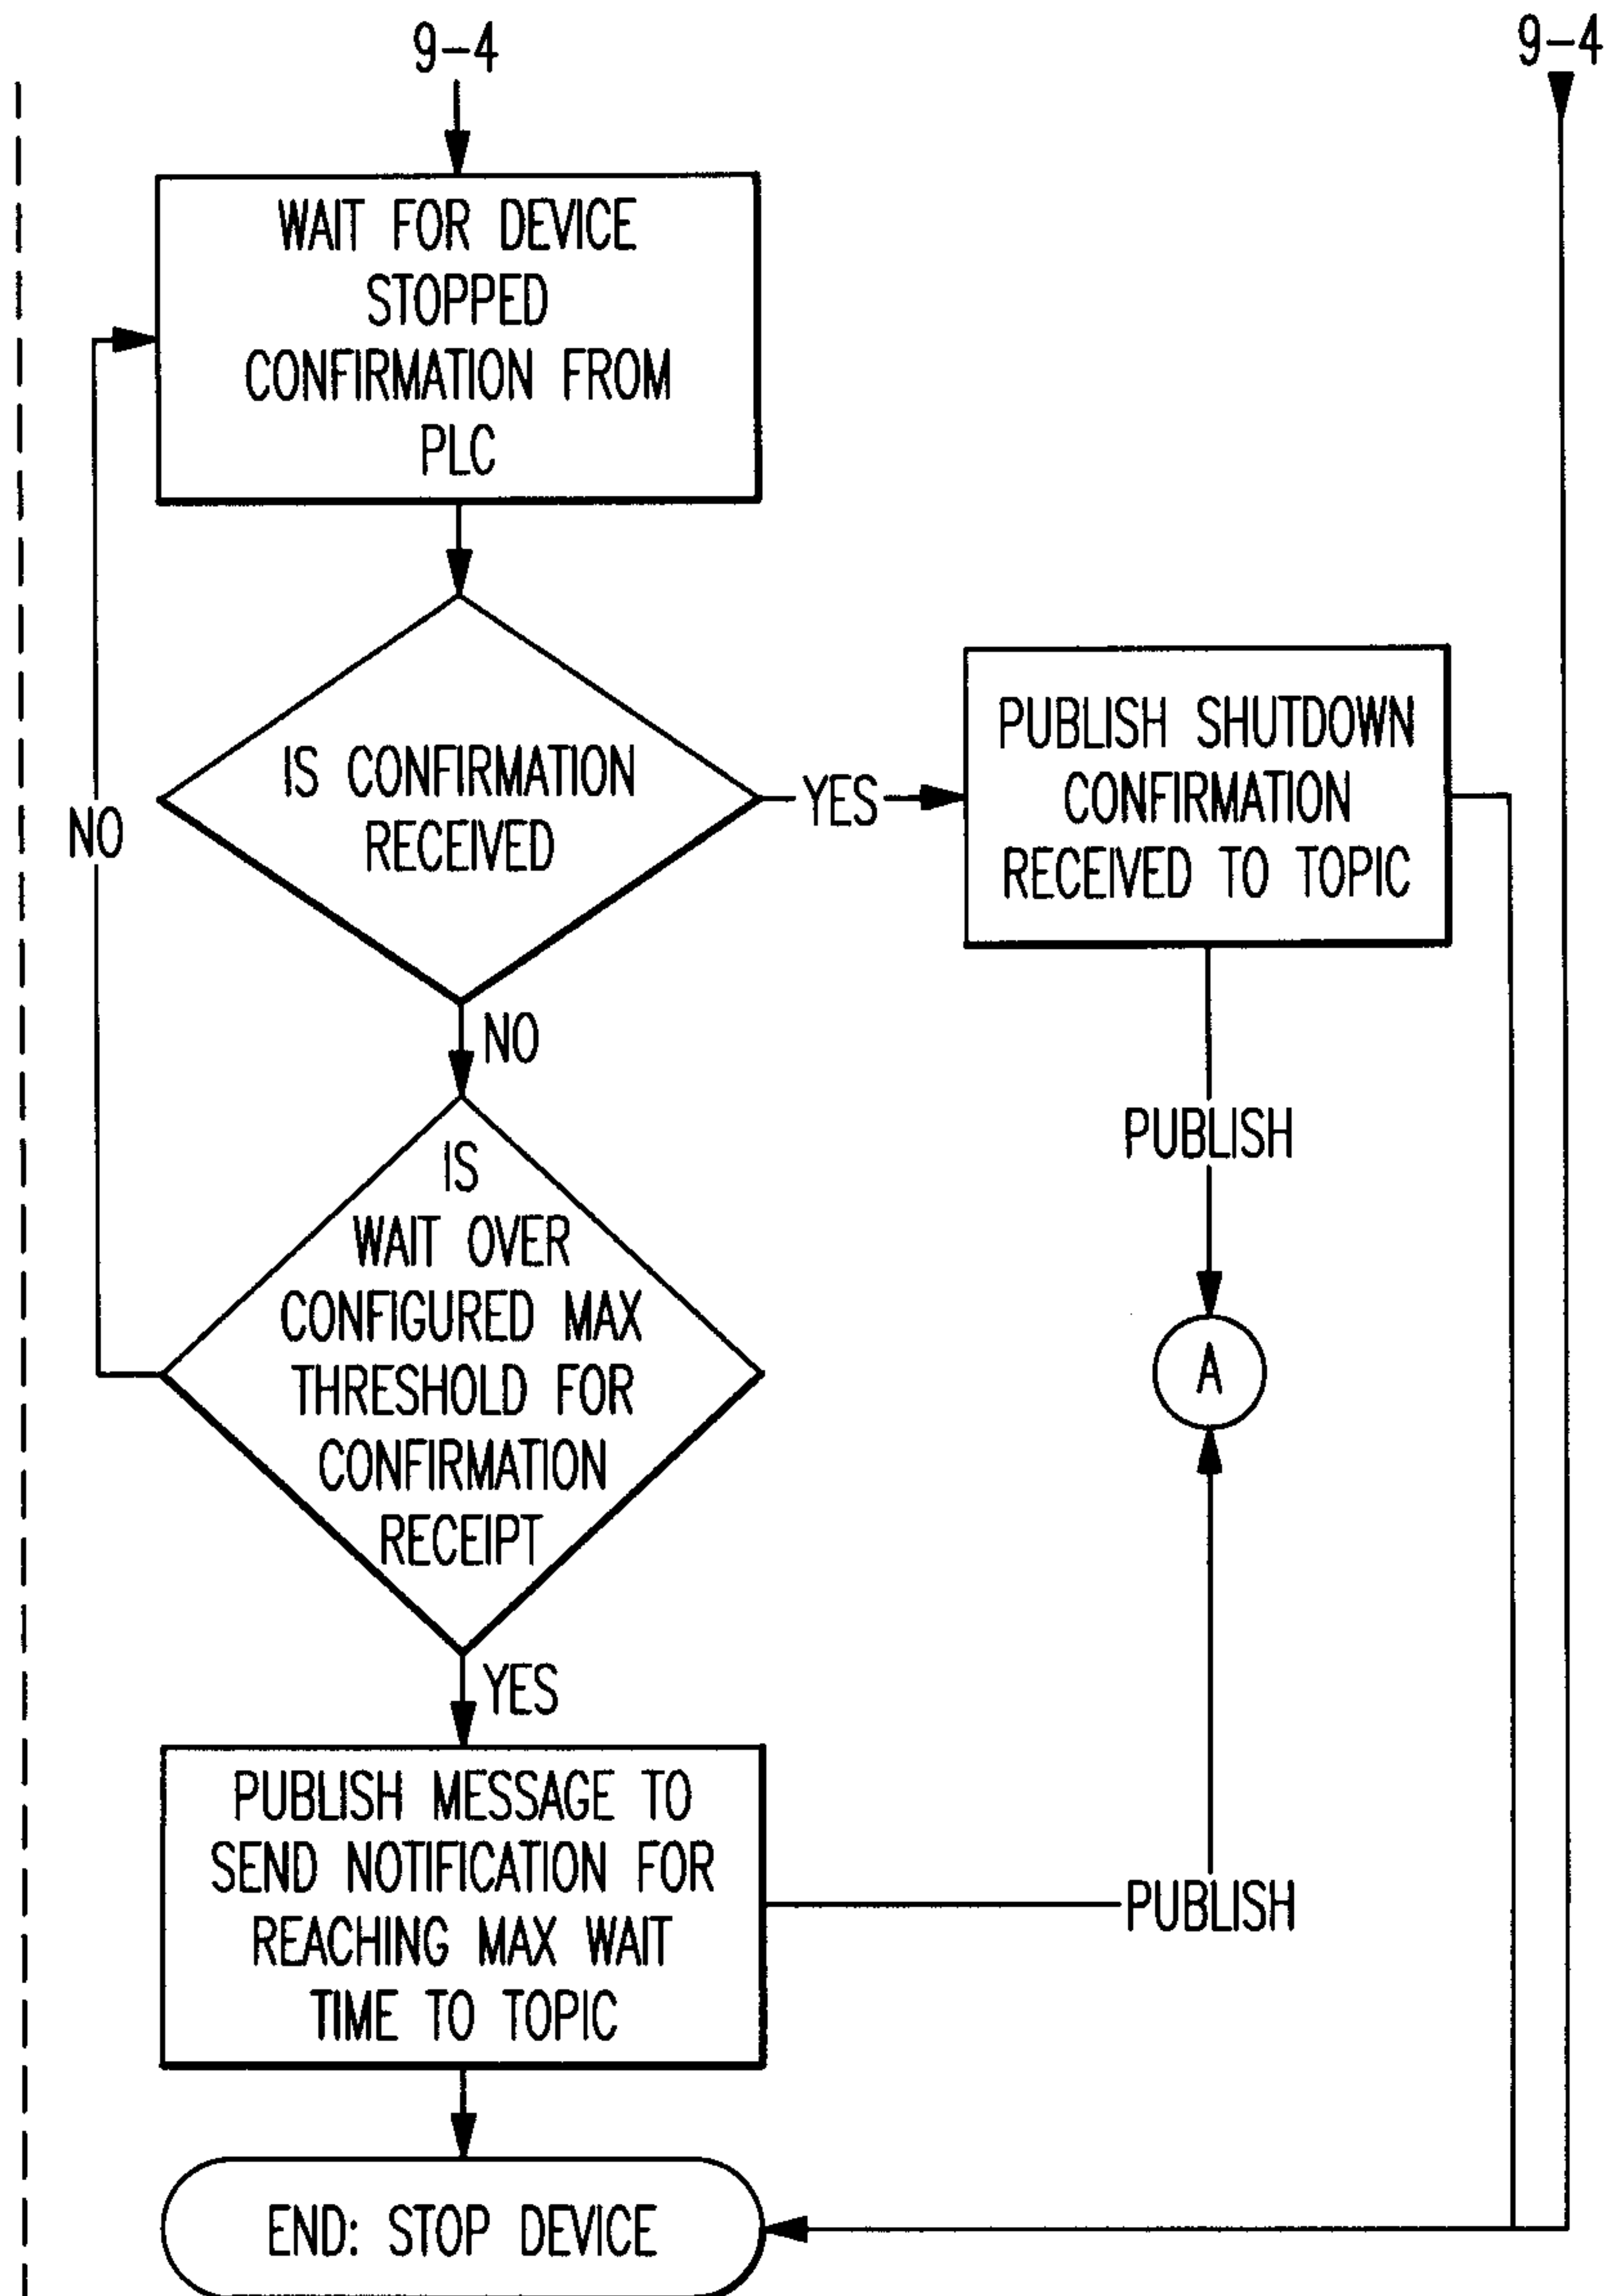 9-4
9-4
WAIT FOR DEVICE
STOPPED
CONFIRMATION FROM
PLC
IS CONFIRMATION
RECEIVED
YES
PUBLISH SHUTDOWN
CONFIRMATION
RECEIVED TO TOPIC
NO
NO
PUBLISH
IS
WAIT OVER
CONFIGURED MAX
THRESHOLD FOR
CONFIRMATION
RECEIPT
A
YES
PUBLISH MESSAGE TO
SEND NOTIFICATION FOR
REACHING MAX WAIT
TIME TO TOPIC
PUBLISH
END: STOP DEVICE